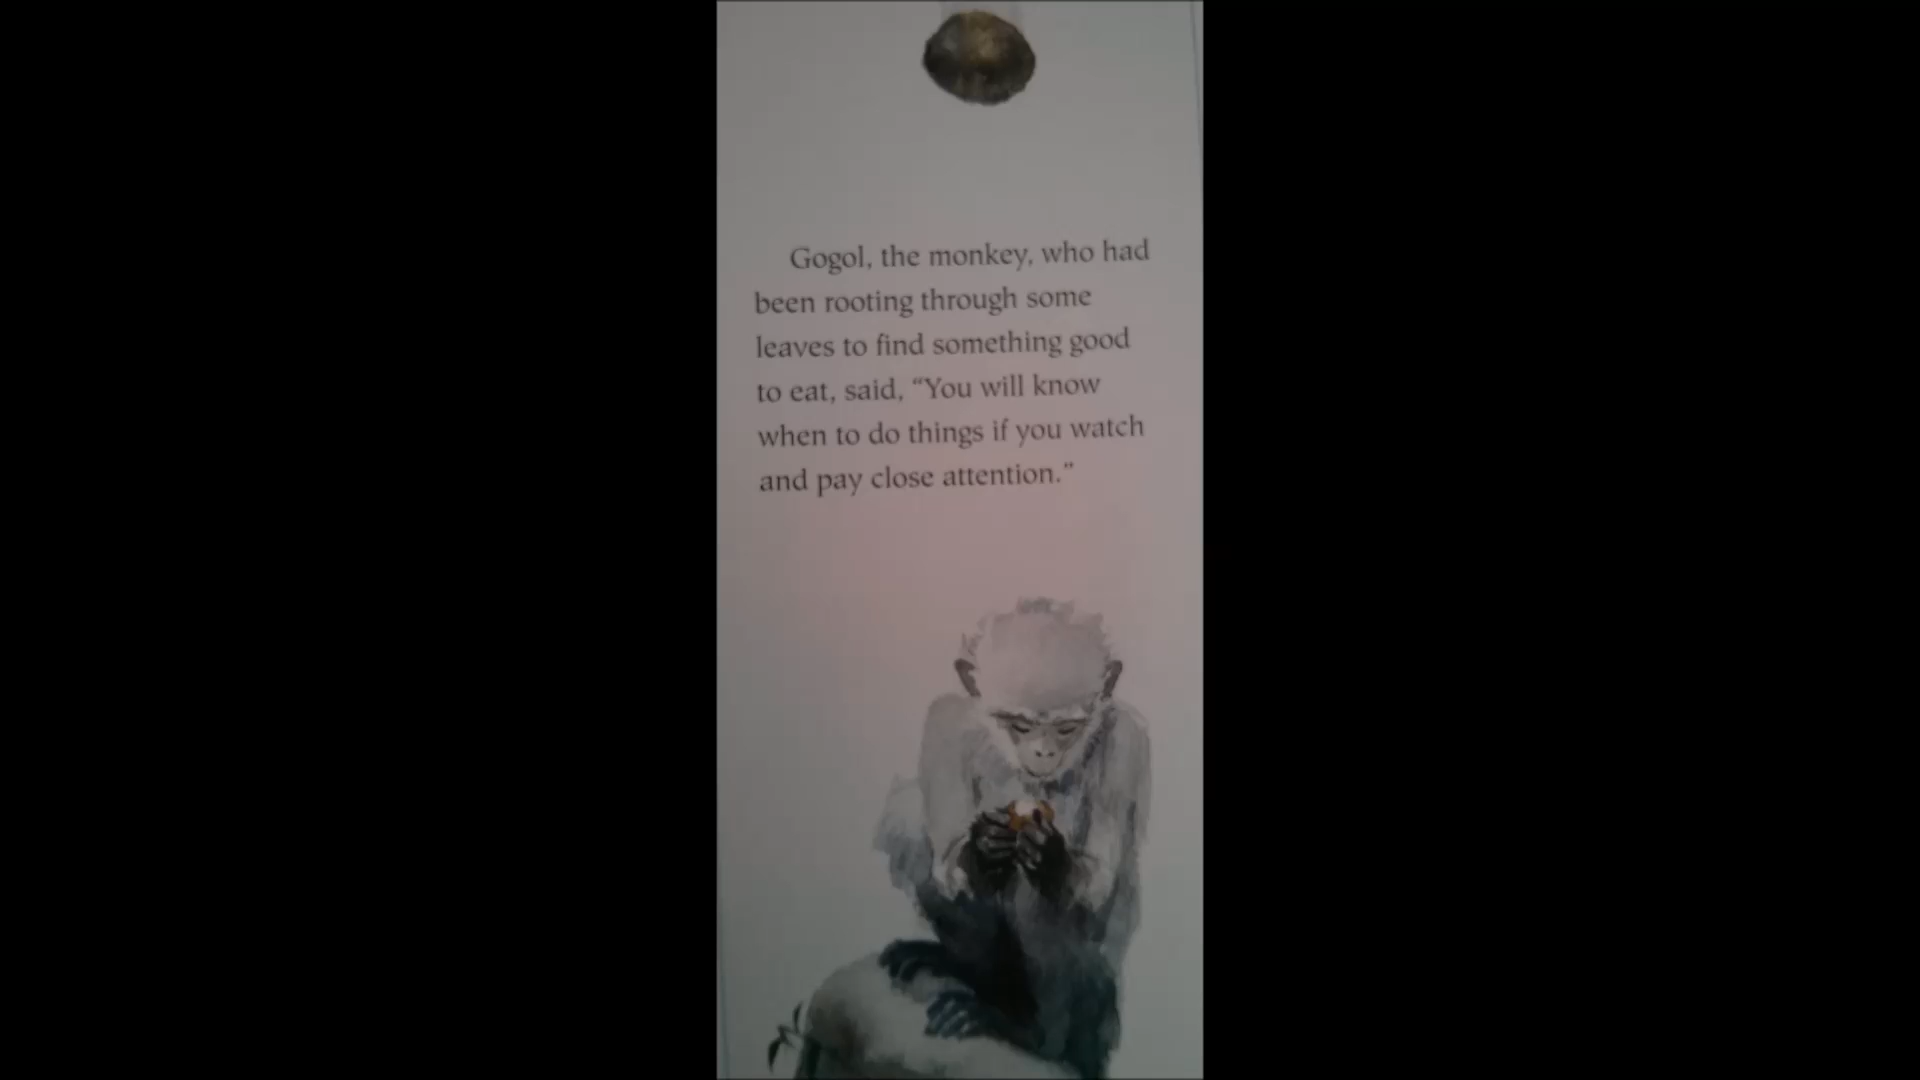 Gogol, the monkey, who had
been rooting through some
leaves to find something good
to eat, said, “You will know
when to do things if you watch
and pay close attention.”